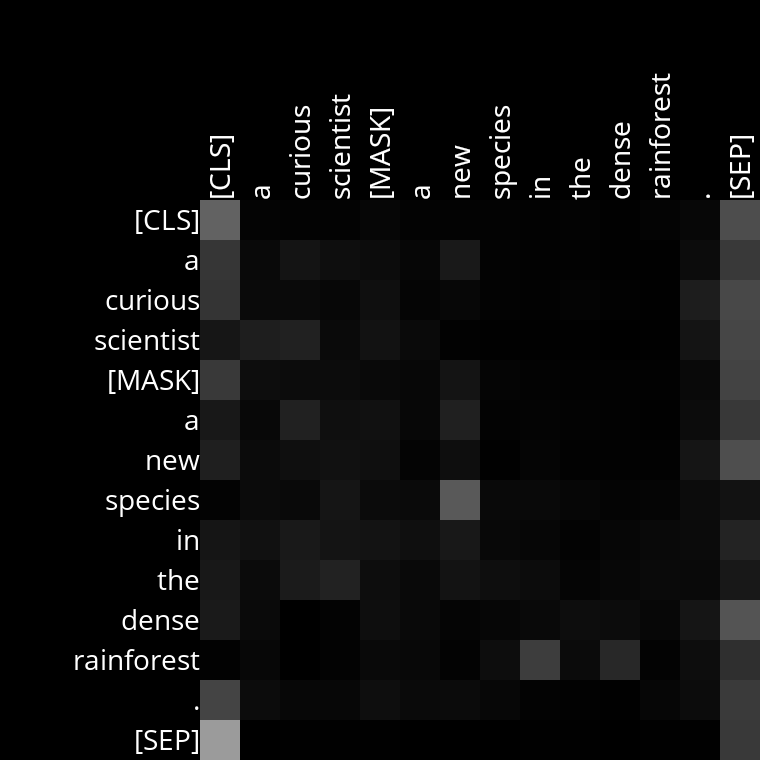 [CLS] a curious scientist [MASK] a new species in the dense rainforest . [SEP]
[CLS]
a
curious
scientist
[MASK]
a
new
species
in
the
dense
rainforest
.
[SEP]